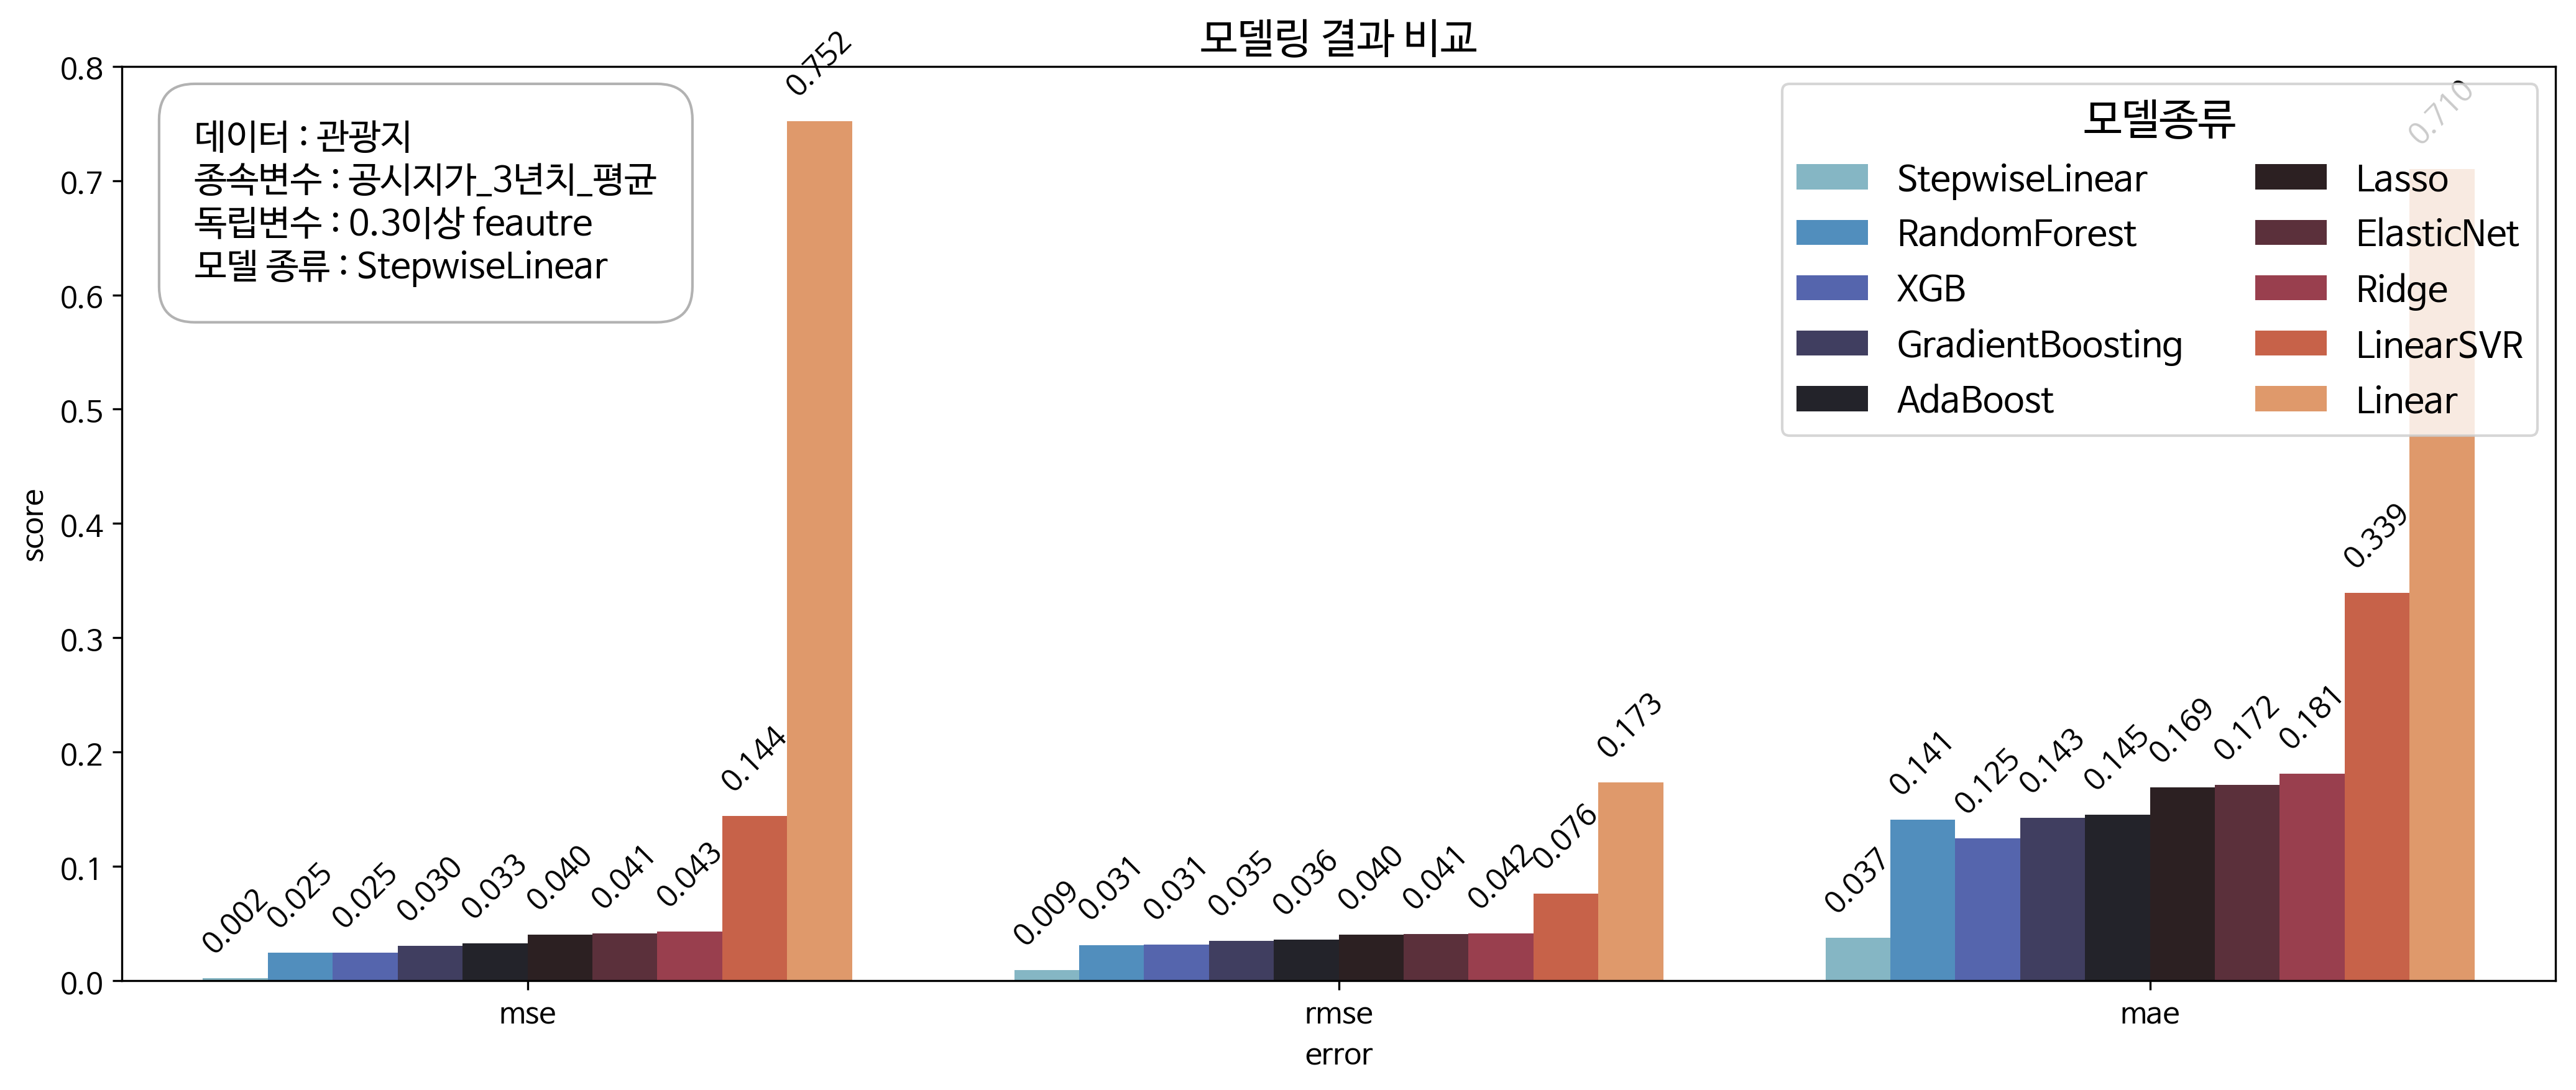 모델링 결과 비교
데이터 : 관광지
종속변수 : 공시지가_3년치_평균
독립변수 : 0.3이상 feautre
모델 종류 : StepwiseLinear
모델종류
StepwiseLinear
RandomForest
XGB
GradientBoosting
AdaBoost
Lasso
ElasticNet
Ridge
LinearSVR
Linear
score
0.8
0.7
0.6
0.5
0.4
0.3
0.2
0.1
0.0
0.002
0.025
0.025
0.030
0.033
0.040
0.041
0.043
0.144
0.752
0.009
0.031
0.031
0.035
0.036
0.040
0.041
0.042
0.076
0.173
0.037
0.141
0.125
0.143
0.145
0.169
0.172
0.181
0.339
0.710
mse
rmse
mae
error